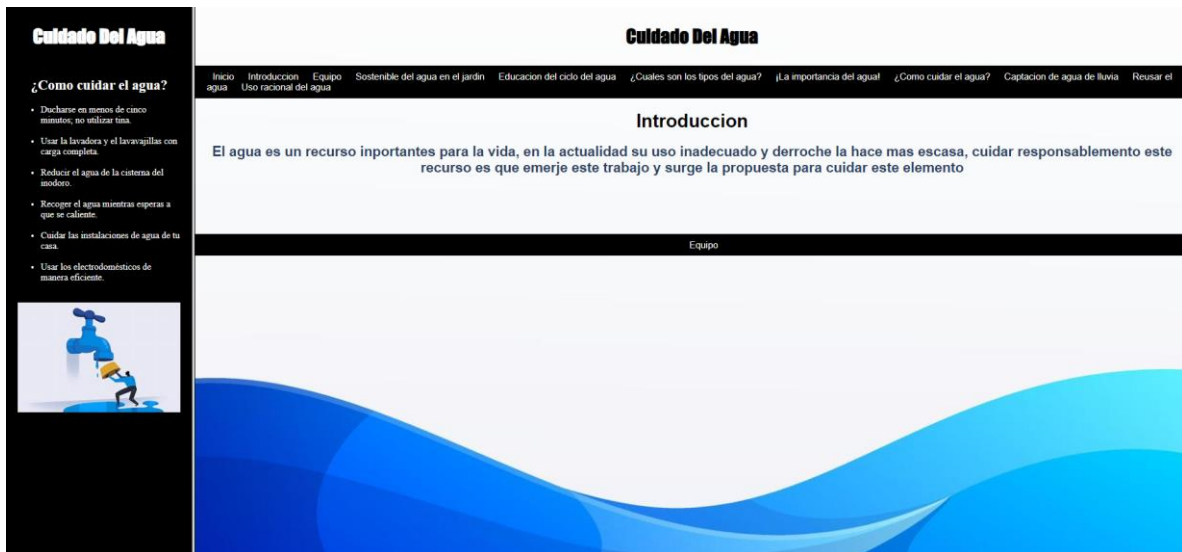 Cuidado Del Agua
¿Como cuidar el agua?
• Ducharse en menos de cinco
minutos; no utilizar tina.
• Usar la lavadora y el lavavajillas con
carga completa.
• Reducir el agua de la cisterna del
inodoro.
• Recoger el agua mientras esperas a
que se caliente.
• Cuidar las instalaciones de agua de tu
casa.
• Usar los electrodomésticos de
manera eficiente.
Cuidado Del Agua
Inicio Introduccion Equipo Sostenible del agua en el jardin Educacion del ciclo del agua ¿Cuales son los tipos del agua? ¡La importancia del agua! ¿Como cuidar el agua? Captacion de agua de lluvia Reusar el
agua Uso racional del agua
Introduccion
El agua es un recurso inportantes para la vida, en la actualidad su uso inadecuado y derroche la hace mas escasa, cuidar responsablemento este
recurso es que emerje este trabajo y surge la propuesta para cuidar este elemento
Equipo